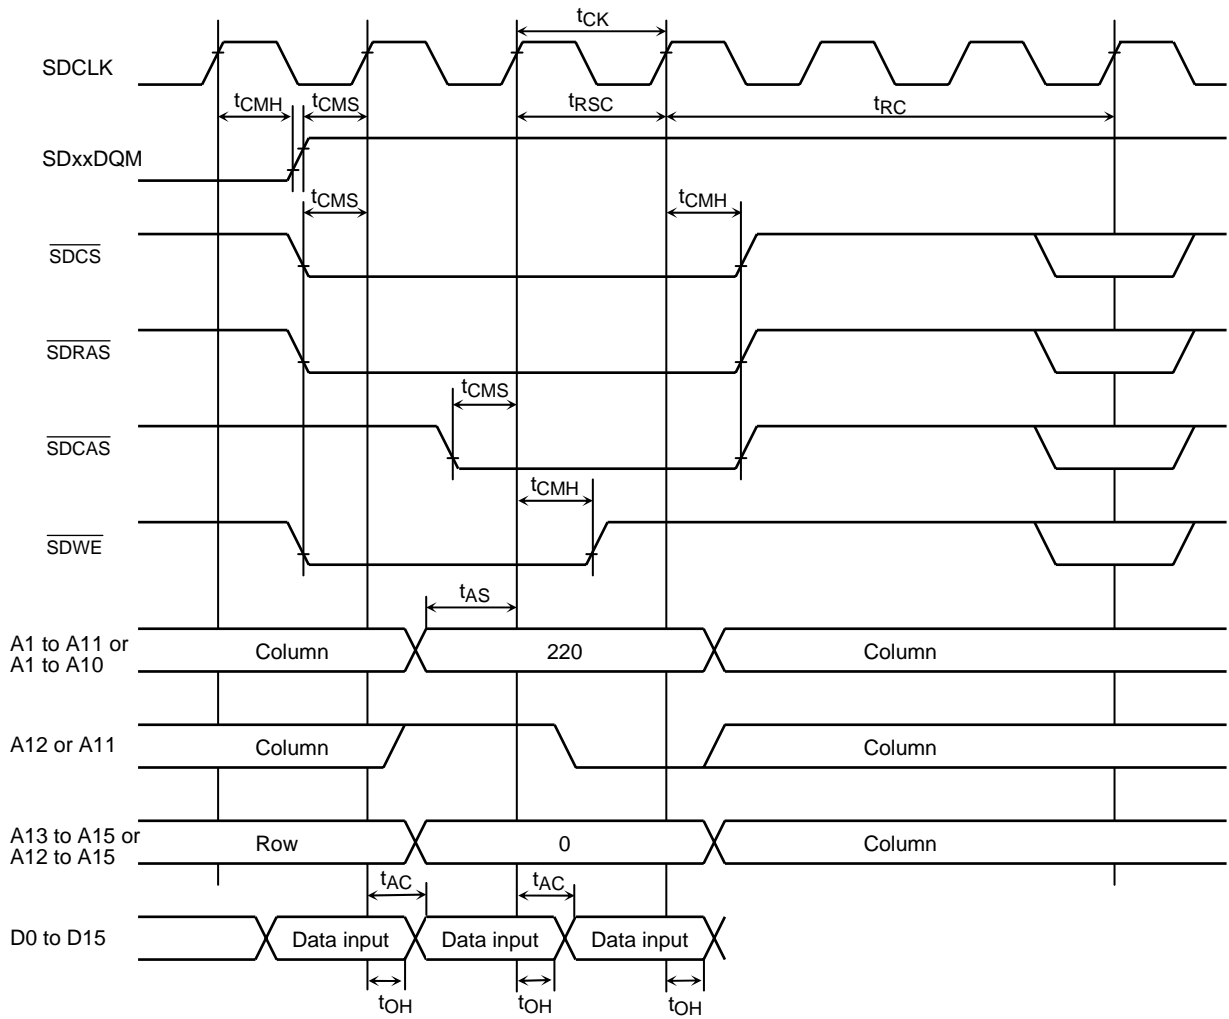 tCK
SDCLK
tCMH tCMS tRSC tRC
SDxxDQM
tCMS tCMH
SDCS
SDRAS
tCMS
SDCAS
tCMH
SDWE
tAS
A1 to A11 or
A1 to A10
Column 220 Column
A12 or A11 Column Column
A13 to A15 or
A12 to A15
Row 0 Column
tAC tAC
D0 to D15 Data input Data input Data input
tOH tOH tOH